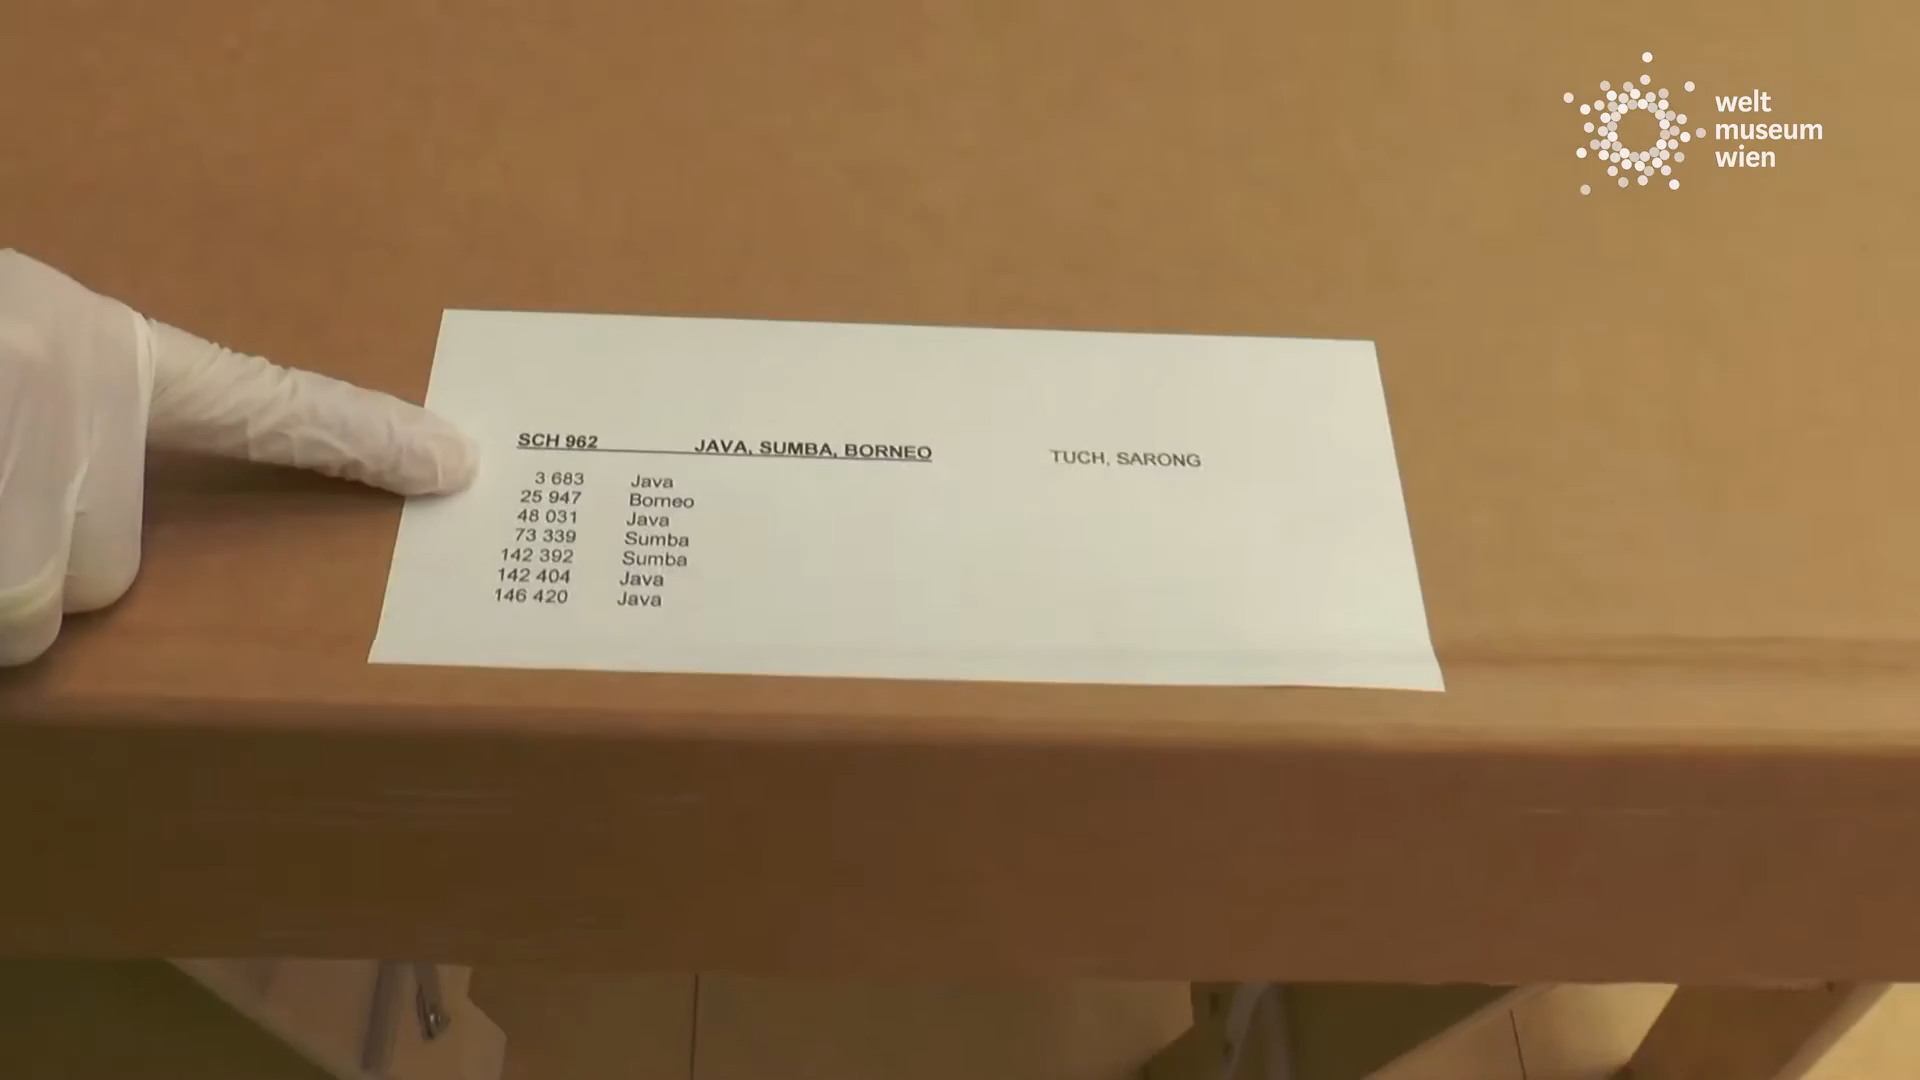 welt
museum
wien
SCH 962 JAVA, SUMBA, BORNEO TUCH, SARONG
3 683 Java
25 947 Borneo
48 031 Java
73 339 Sumba
142 392 Sumba
142 404 Java
146 420 Java